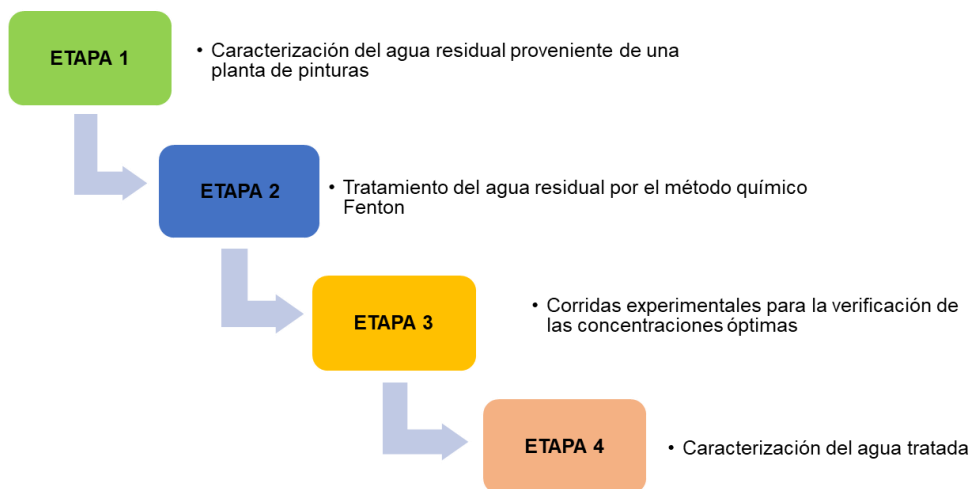 ETAPA 1
• Caracterización del agua residual proveniente de una
planta de pinturas
ETAPA 2
• Tratamiento del agua residual por el método químico
Fenton
ETAPA 3
• Corridas experimentales para la verificación de
las concentraciones óptimas
ETAPA 4
• Caracterización del agua tratada